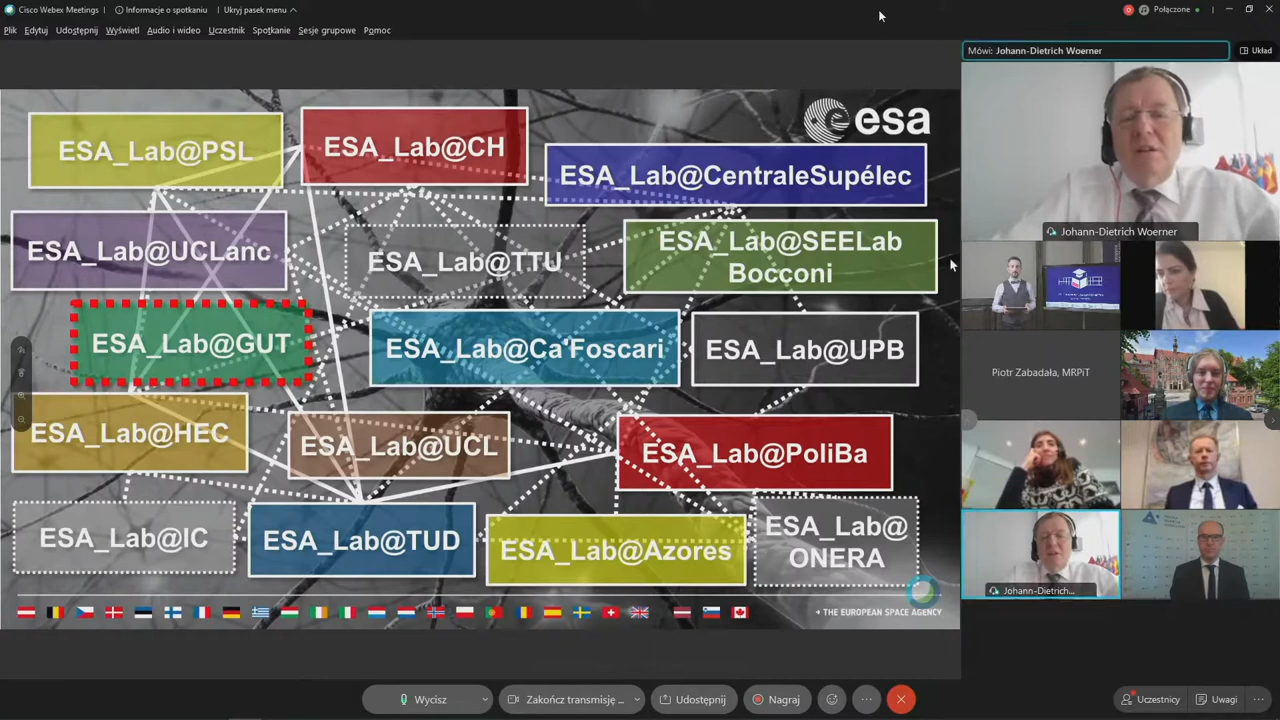 Cisco Webex Meetings
Informacje o spotkaniu
Ukryj pasek menu
Połączone
Plik Edytuj Udostępnij Wyświetl Audio i wideo Uczestnik Spotkanie Sesje grupowe Pomoc
Mówi: Johann-Dietrich Woerner
Układ
esa
ESA_Lab@PSL
ESA_Lab@CH
ESA_Lab@CentraleSupélec
ESA_Lab@UCLanc
ESA_Lab@TTU
ESA_Lab@SEELab
Bocconi
ESA_Lab@GUT
ESA_Lab@Ca'Foscari
ESA_Lab@UPB
ESA_Lab@HEC
ESA_Lab@UCL
ESA_Lab@PoliBa
ESA_Lab@IC
ESA_Lab@TUD
ESA_Lab@Azores
ESA_Lab@
ONERA
THE EUROPEAN SPACE AGENCY
Johann-Dietrich Woerner
Piotr Zabadała, MRPiT
Johann-Dietrich...
Wycisz
Zakończ transmisję ...
Udostępnij
Nagraj
Uczestnicy
Uwagi